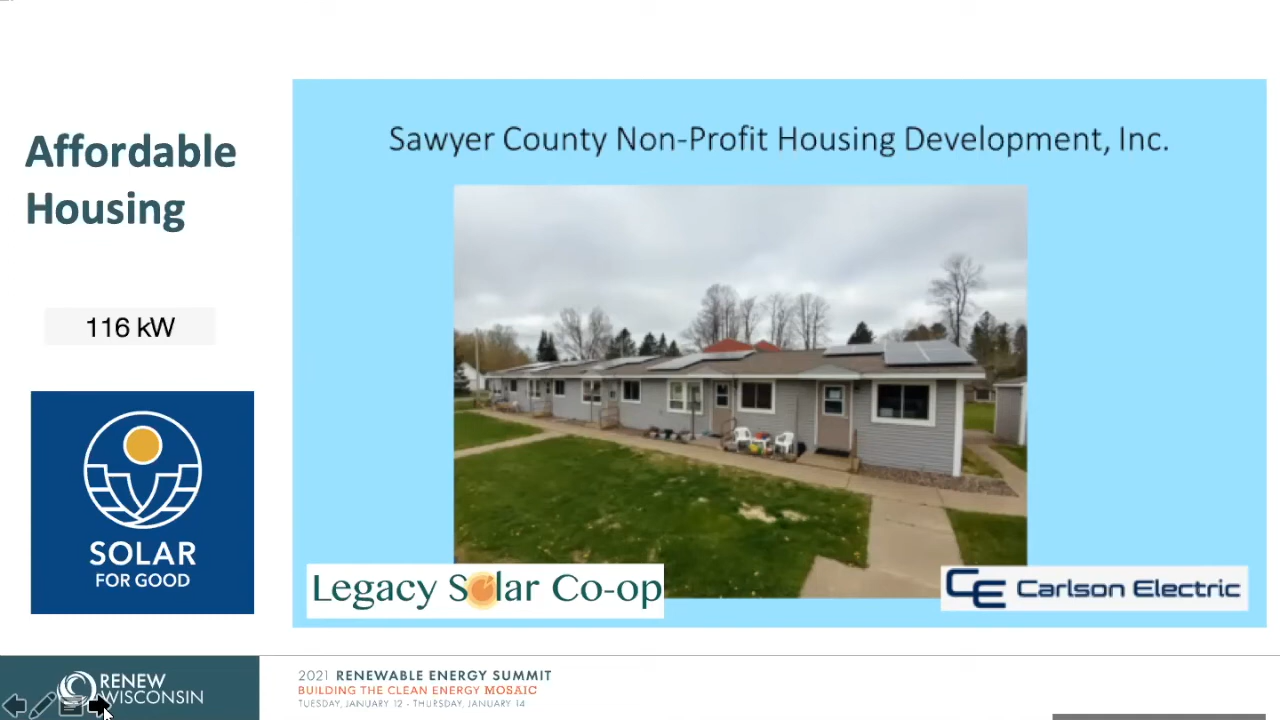 Affordable
Housing
116 kW
SOLAR
FOR GOOD
Sawyer County Non-Profit Housing Development, Inc.
Legacy Solar Co-op
CE Carlson Electric
RENEW
WISCONSIN
2021 RENEWABLE ENERGY SUMMIT
BUILDING THE CLEAN ENERGY MOSAIC
TUESDAY, JANUARY 12 - THURSDAY, JANUARY 14